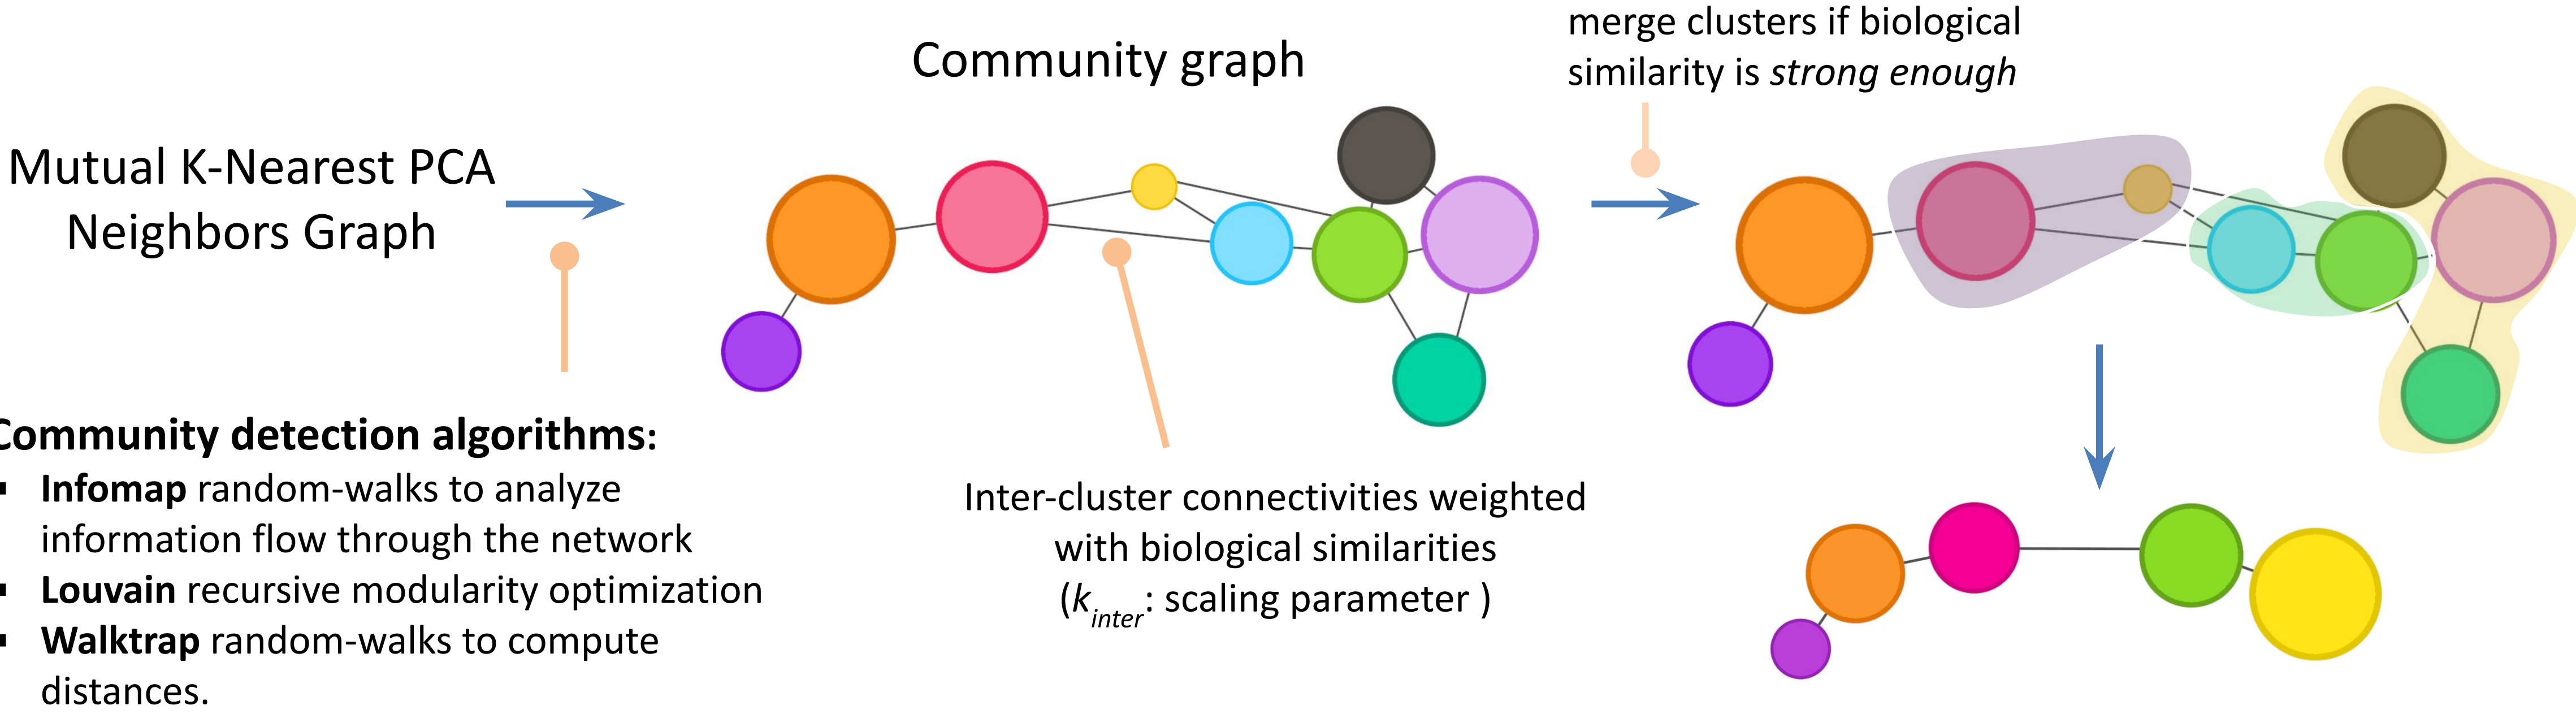 Mutual K-Nearest PCA
Neighbors Graph
Community detection algorithms:
▪ Infomap random-walks to analyze
information flow through the network
▪ Louvain recursive modularity optimization
▪ Walktrap random-walks to compute
distances.
Community graph
Inter-cluster connectivities weighted
with biological similarities
(k_inter: scaling parameter )
merge clusters if biological
similarity is strong enough